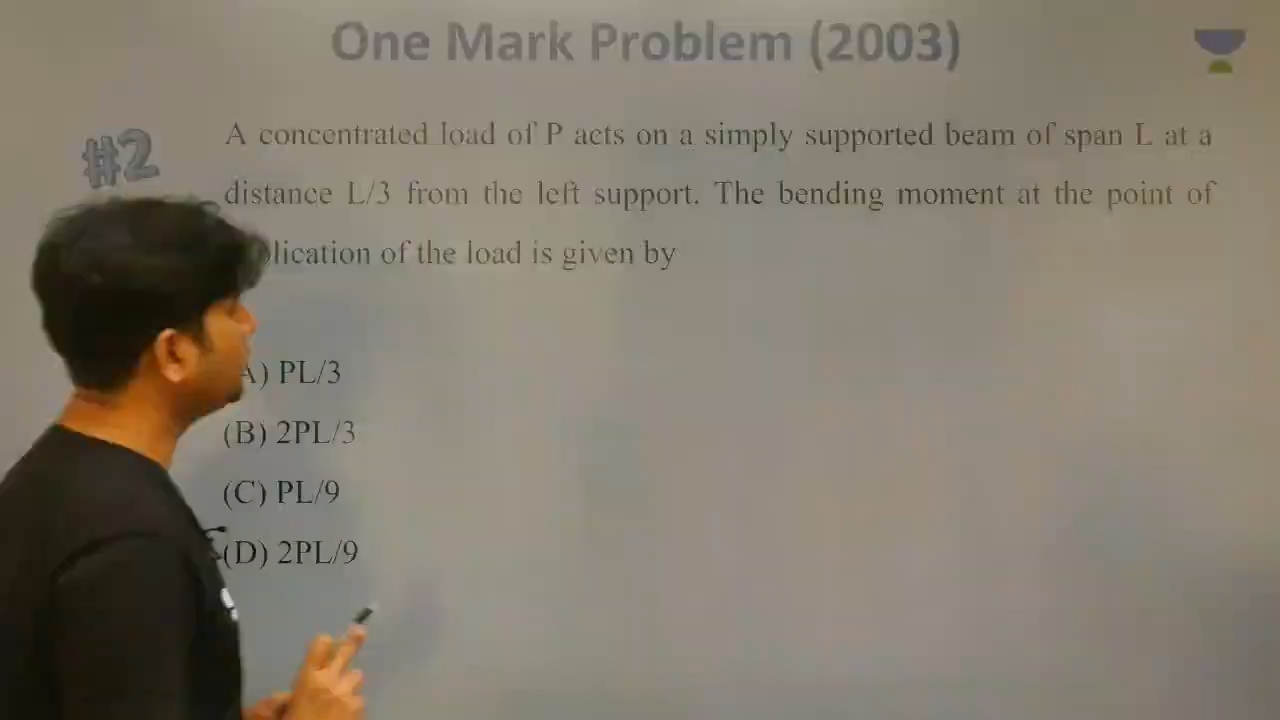 One Mark Problem (2003)
#2
A concentrated load of P acts on a simply supported beam of span L at a
distance L/3 from the left support. The bending moment at the point of
plication of the load is given by
A) PL/3
(B) 2PL/3
(C) PL/9
(D) 2PL/9